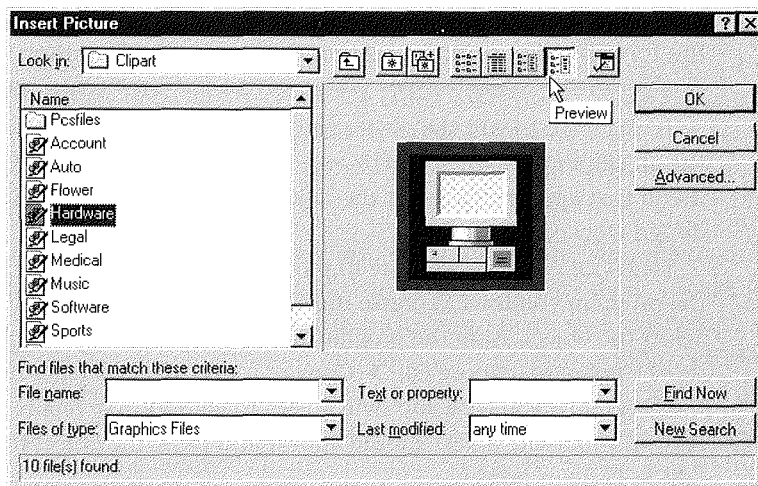 Insert Picture
Look in: Clipart
Preview
Name
Pcsfiles
Account
Auto
Flower
Hardware
Legal
Medical
Music
Software
Sports
OK
Cancel
Advanced...
Find files that match these criteria:
File name:
Text or property:
Find Now
Files of type: Graphics Files
Last modified: any time
New Search
10 file(s) found.